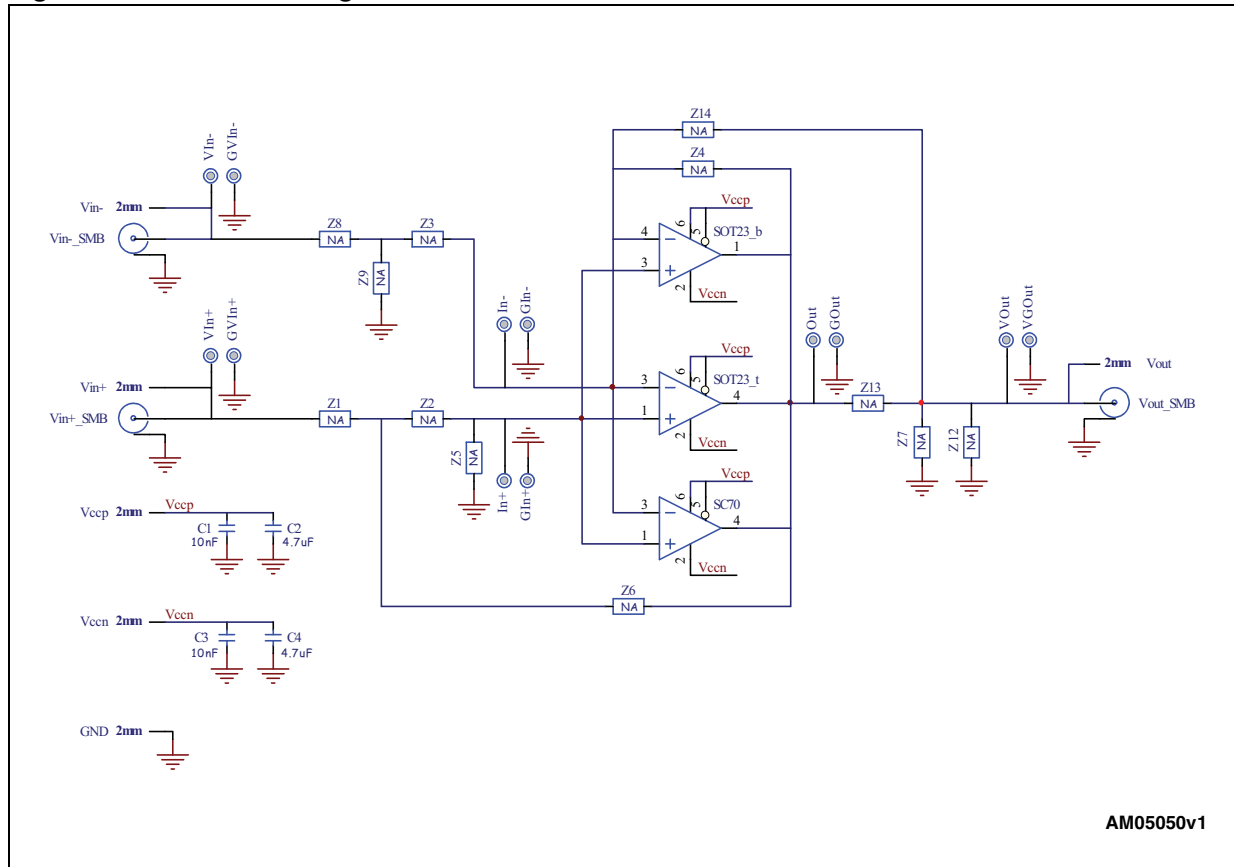 Z14
NA
Z4
NA
VIn-
GVIn-
Vin- 2mm
Vin-_SMB
Z8
NA
Z3
NA
Z9
NA
Vccp
6
5
SOT23_b
4
3
1
2
Vccn
VIn+
GVIn+
Vin+ 2mm
Vin+_SMB
In-
GIn-
Z1
NA
Z2
NA
Z5
NA
In+
GIn+
Vccp
6
5
SOT23_t
3
1
4
2
Vccn
Out
GOut
Z13
NA
VOut
VGOut
2mm Vout
Vout_SMB
Z7
NA
Z12
NA
Vccp
6
5
SC70
3
1
4
2
Vccn
Z6
NA
Vccp 2mm
Vccp
C1
10nF
C2
4.7uF
Vccn 2mm
Vccn
C3
10nF
C4
4.7uF
GND 2mm
AM05050v1